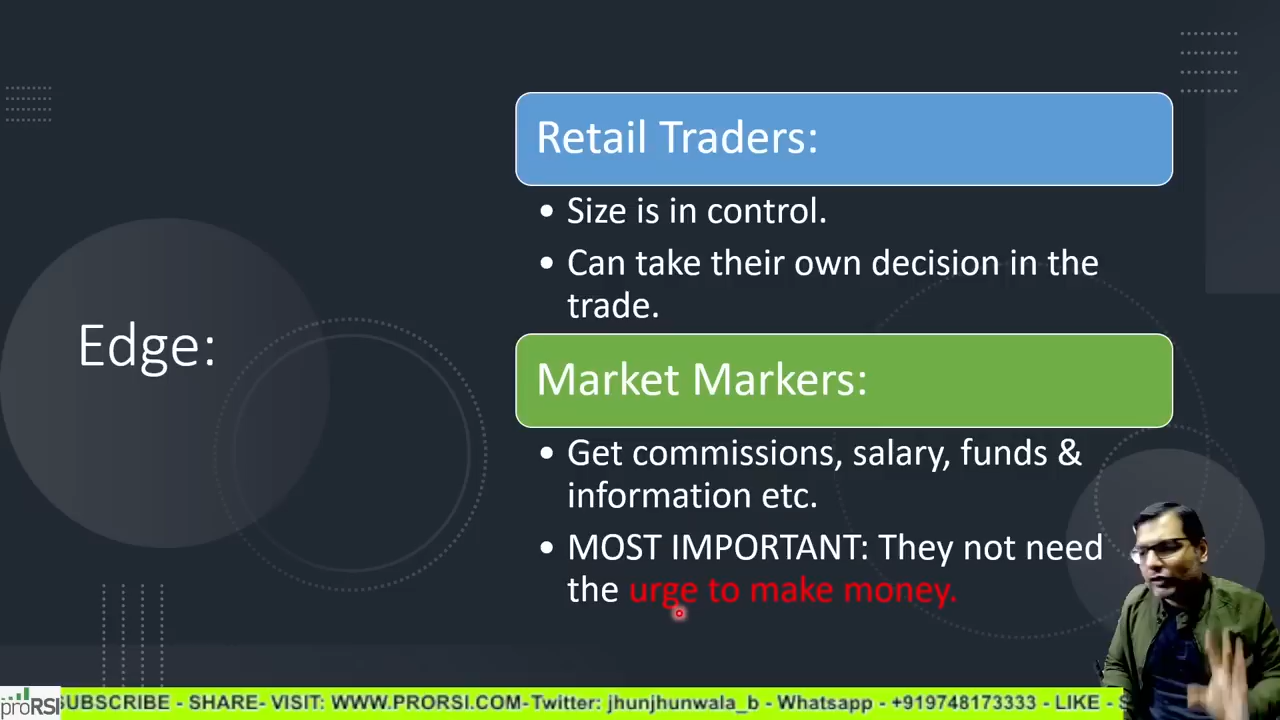 Edge:
Retail Traders:
• Size is in control.
• Can take their own decision in the
trade.
Market Markers:
• Get commissions, salary, funds &
information etc.
• MOST IMPORTANT: They not need
the urge to make money.
proRSI
SUBSCRIBE - SHARE- VISIT: WWW.PRORSI.COM-Twitter: jhunjhunwala_b - Whatsapp - +919748173333 - LIKE - S